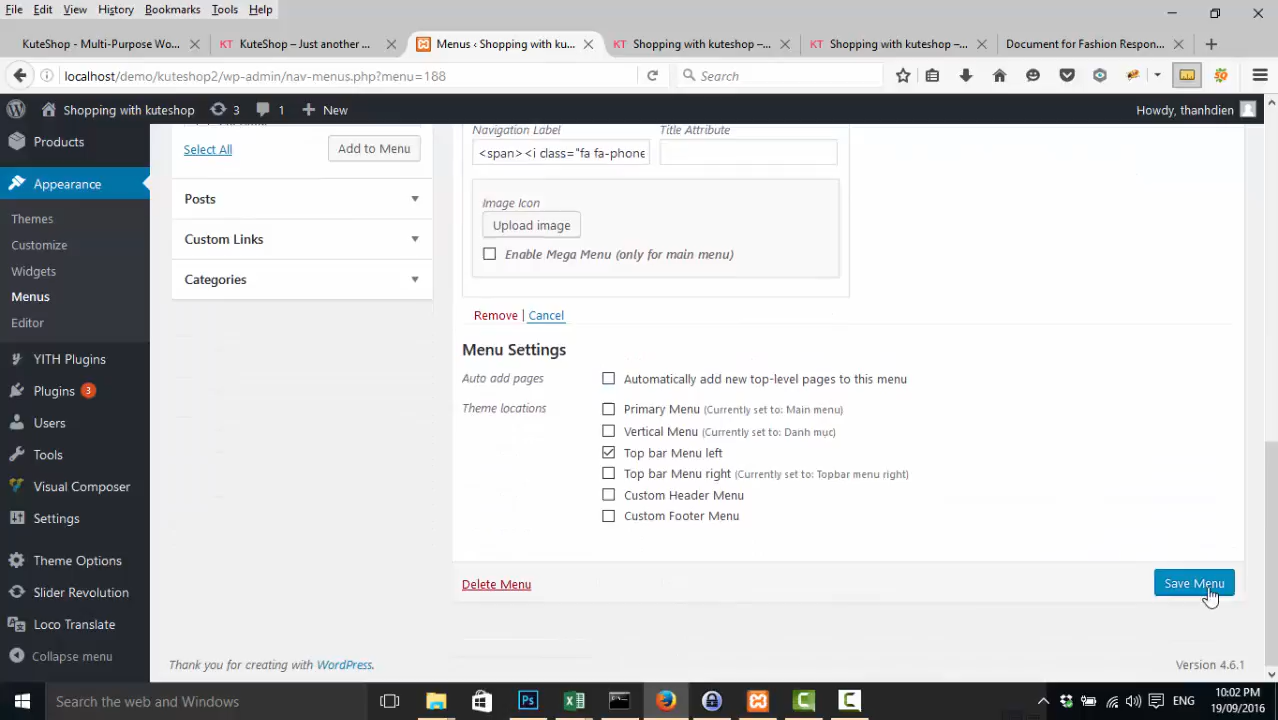 File Edit View History Bookmarks Tools Help
KuteShop - Multi-Purpose Wo...
KuteShop – Just another ...
Menus ‹ Shopping with ku...
Shopping with kuteshop –...
Shopping with kuteshop –...
Document for Fashion Respon...
localhost/demo/kuteshop2/wp-admin/nav-menus.php?menu=188
Search
Shopping with kuteshop 3 1 New
Howdy, thanhdien
Products
Appearance
Themes
Customize
Widgets
Menus
Editor
YITH Plugins
Plugins 3
Users
Tools
Visual Composer
Settings
Theme Options
Slider Revolution
Loco Translate
Collapse menu
Select All
Add to Menu
Posts
Custom Links
Categories
Navigation Label
Title Attribute
<span><i class="fa fa-phone
Image Icon
Upload image
Enable Mega Menu (only for main menu)
Remove | Cancel
Menu Settings
Auto add pages
Automatically add new top-level pages to this menu
Theme locations
Primary Menu (Currently set to: Main menu)
Vertical Menu (Currently set to: Danh mục)
Top bar Menu left
Top bar Menu right (Currently set to: Topbar menu right)
Custom Header Menu
Custom Footer Menu
Delete Menu
Save Menu
Thank you for creating with WordPress.
Version 4.6.1
Search the web and Windows
ENG
10:02 PM
19/09/2016